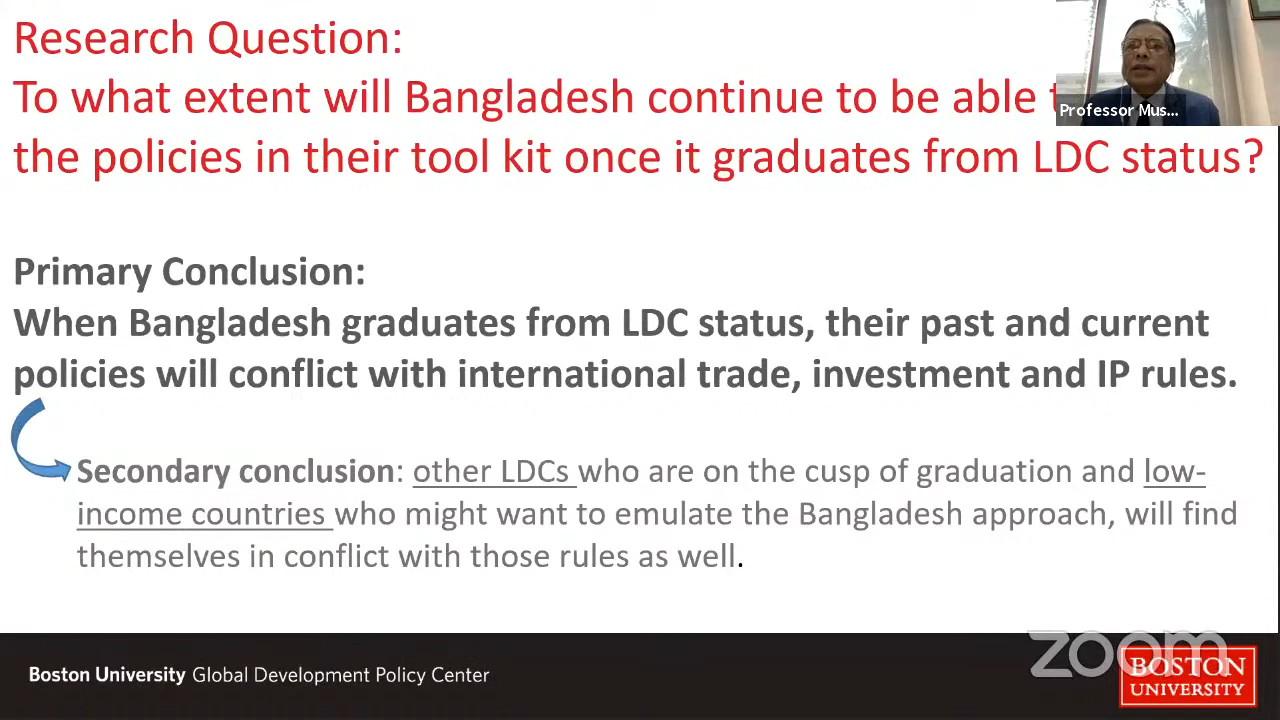 Research Question:
To what extent will Bangladesh continue to be able
the policies in their tool kit once it graduates from LDC status?
Professor Mus...
Primary Conclusion:
When Bangladesh graduates from LDC status, their past and current
policies will conflict with international trade, investment and IP rules.
Secondary conclusion: other LDCs who are on the cusp of graduation and low-
income countries who might want to emulate the Bangladesh approach, will find
themselves in conflict with those rules as well.
zoom
Boston University Global Development Policy Center
BOSTON
UNIVERSITY